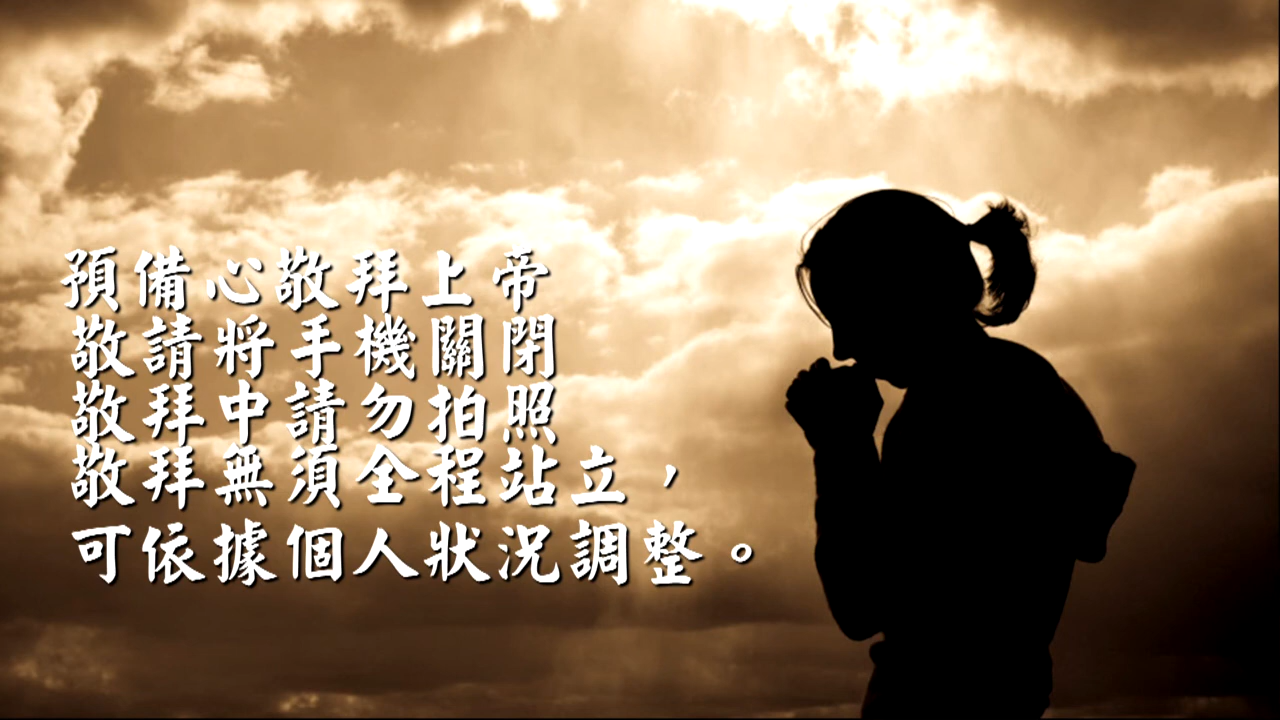 預備心敬拜上帝
敬請將手機關閉
敬拜中請勿拍照
敬拜無須全程站立，
可依據個人狀況調整。